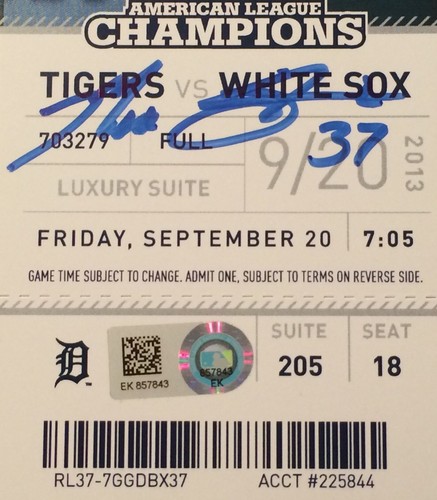 AMERICAN LEAGUE
CHAMPIONS
TIGERS VS WHITE SOX
703279 FULL
9/20 2013
37
LUXURY SUITE
FRIDAY, SEPTEMBER 20 7:05
GAME TIME SUBJECT TO CHANGE. ADMIT ONE, SUBJECT TO TERMS ON REVERSE SIDE.
SUITE SEAT
205 18
D
EK 857843
857843
EK
RL37-7GGDBX37 ACCT #225844